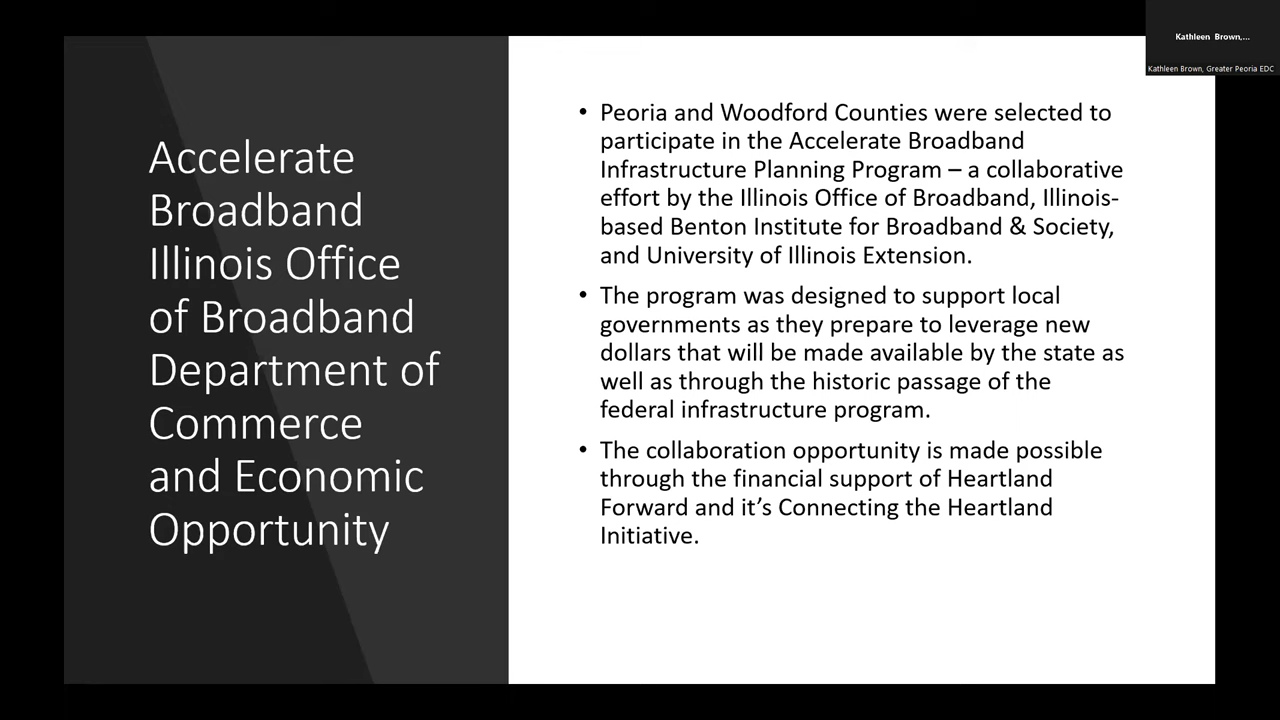 Accelerate
Broadband
Illinois Office
of Broadband
Department of
Commerce
and Economic
Opportunity
• Peoria and Woodford Counties were selected to
participate in the Accelerate Broadband
Infrastructure Planning Program – a collaborative
effort by the Illinois Office of Broadband, Illinois-
based Benton Institute for Broadband & Society,
and University of Illinois Extension.
• The program was designed to support local
governments as they prepare to leverage new
dollars that will be made available by the state as
well as through the historic passage of the
federal infrastructure program.
• The collaboration opportunity is made possible
through the financial support of Heartland
Forward and it’s Connecting the Heartland
Initiative.
Kathleen Brown,...
Kathleen Brown, Greater Peoria EDC